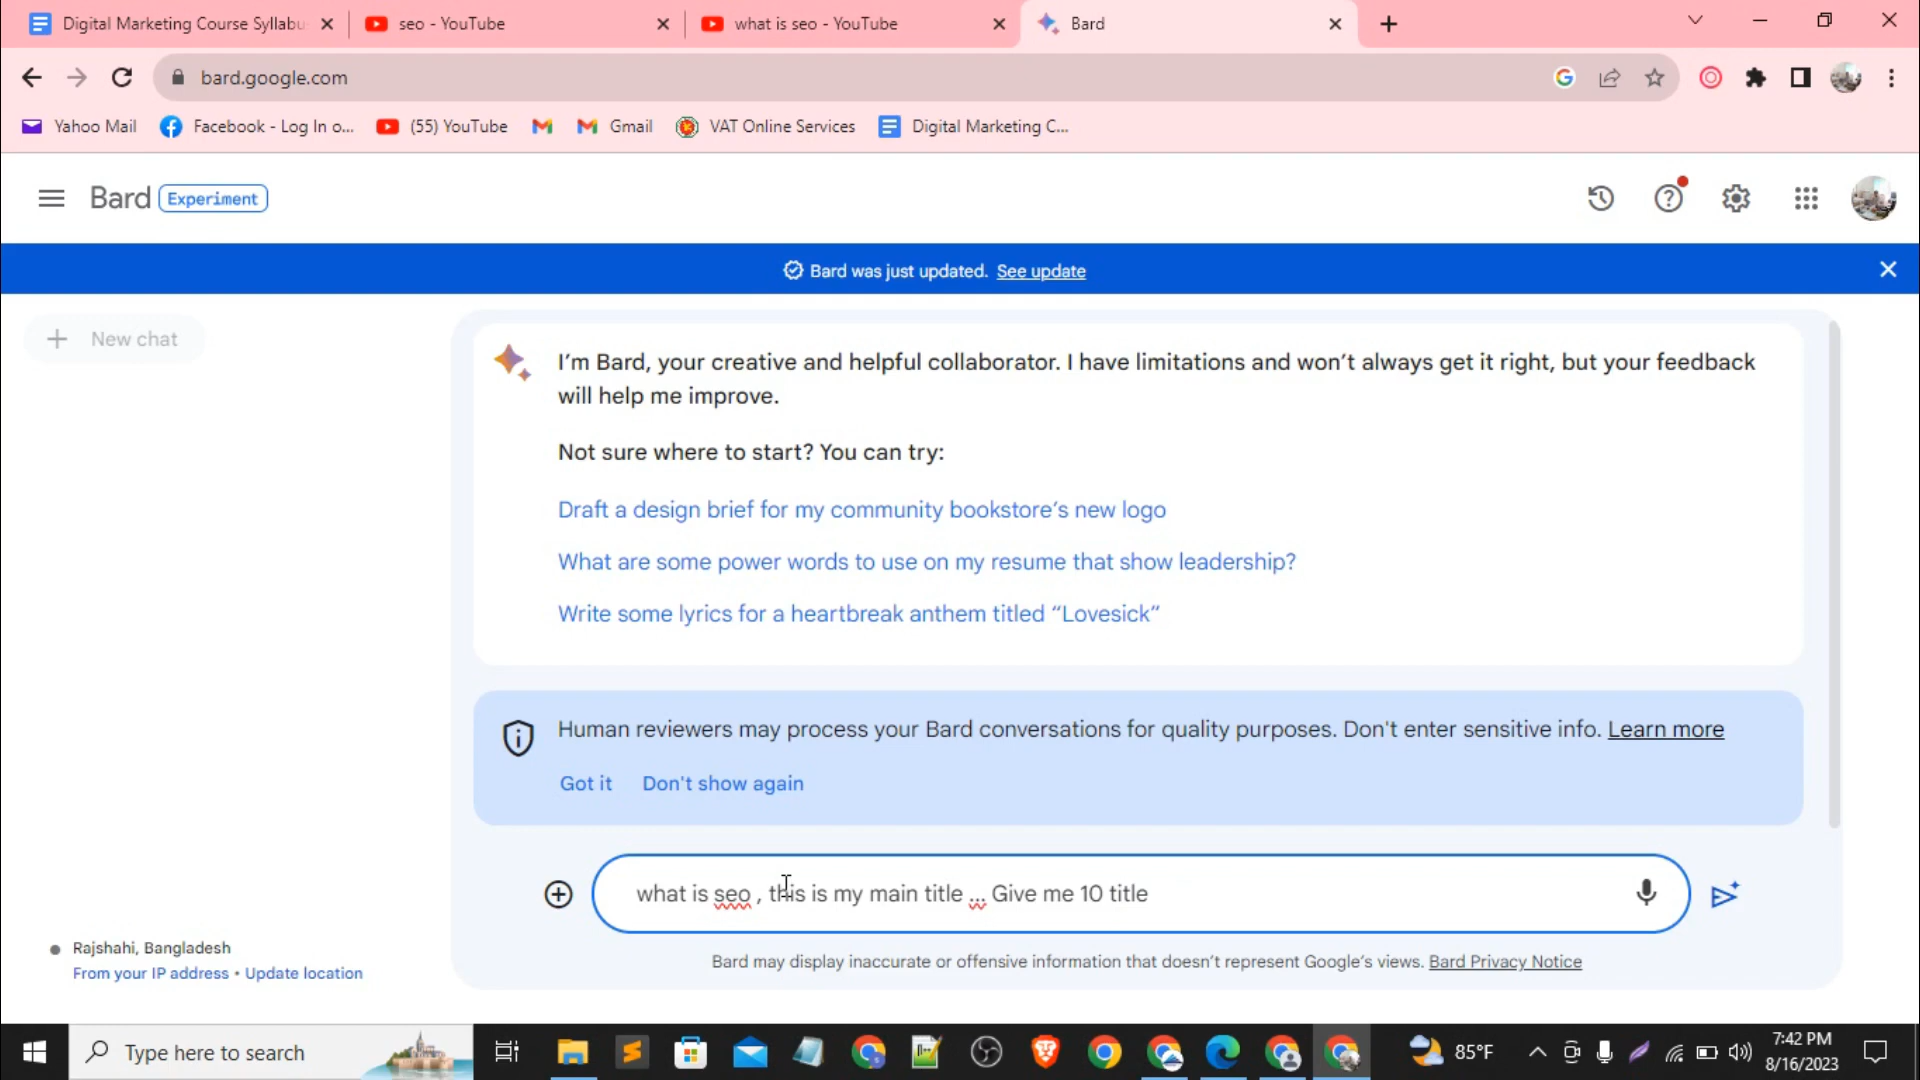 Digital Marketing Course Syllabu
seo - YouTube
what is seo - YouTube
Bard
bard.google.com
Yahoo Mail
Facebook - Log In o...
(55) YouTube
Gmail
VAT Online Services
Digital Marketing C...
Bard
Experiment
Bard was just updated. See update
New chat
I'm Bard, your creative and helpful collaborator. I have limitations and won't always get it right, but your feedback
will help me improve.
Not sure where to start? You can try:
Draft a design brief for my community bookstore's new logo
What are some power words to use on my resume that show leadership?
Write some lyrics for a heartbreak anthem titled “Lovesick”
Human reviewers may process your Bard conversations for quality purposes. Don't enter sensitive info. Learn more
Got it
Don't show again
what is seo , this is my main title ... Give me 10 title
Rajshahi, Bangladesh
From your IP address • Update location
Bard may display inaccurate or offensive information that doesn't represent Google's views. Bard Privacy Notice
Type here to search
85°F
7:42 PM
8/16/2023